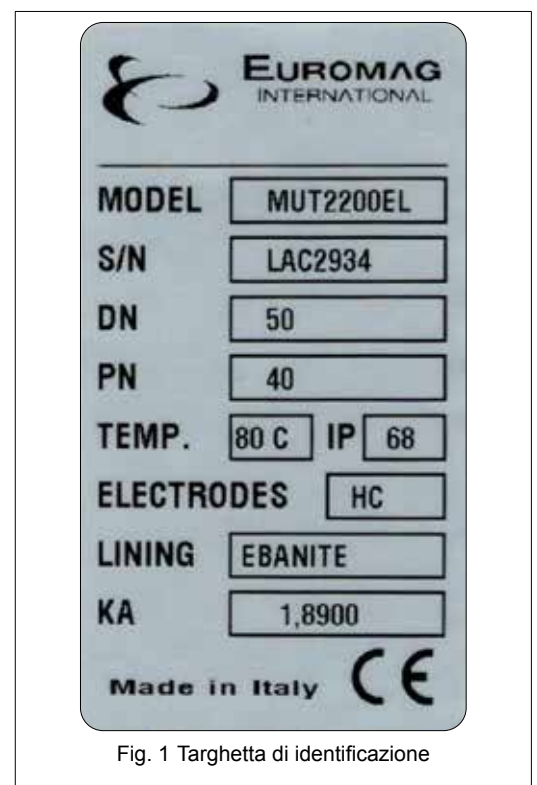 EUROMAG
INTERNATIONAL
MODEL MUT2200EL
S/N LAC2934
DN 50
PN 40
TEMP. 80 C IP 68
ELECTRODES HC
LINING EBANITE
KA 1,8900
Made in Italy CE
Fig. 1 Targhetta di identificazione